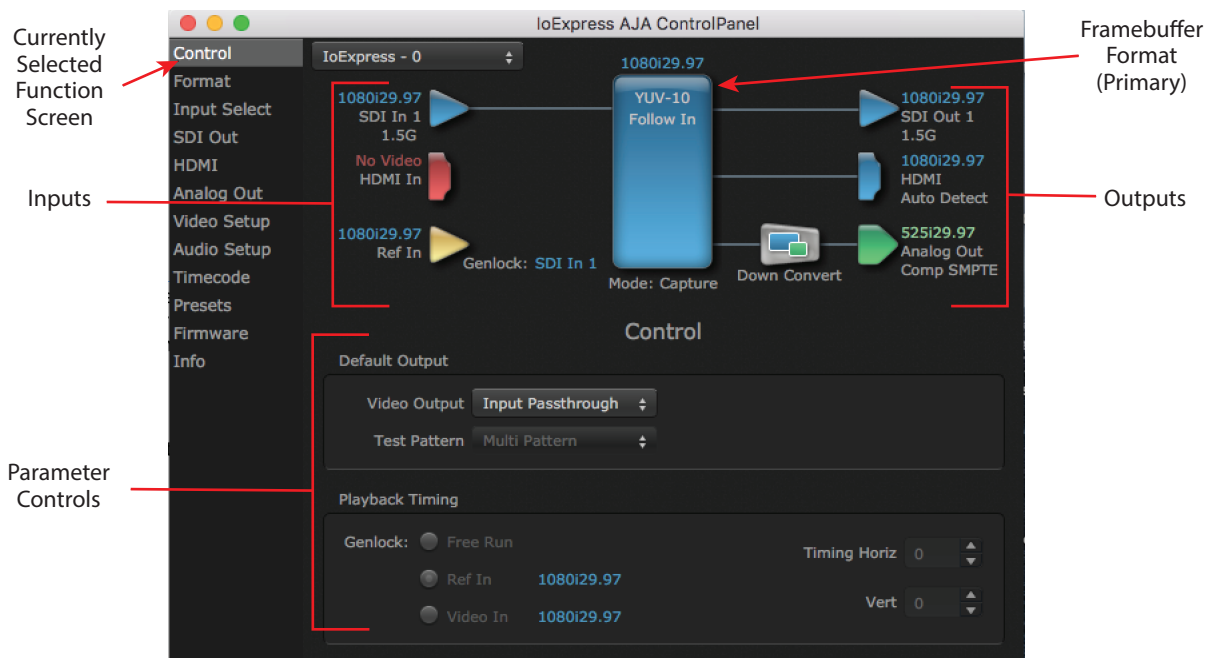 IoExpress AJA ControlPanel
Currently
Selected
Function
Screen
Framebuffer
Format
(Primary)
Inputs
Outputs
Parameter
Controls
Control
Format
Input Select
SDI Out
HDMI
Analog Out
Video Setup
Audio Setup
Timecode
Presets
Firmware
Info
IoExpress - 0
1080i29.97
SDI In 1
1.5G
No Video
HDMI In
1080i29.97
Ref In
Genlock: SDI In 1
1080i29.97
YUV-10
Follow In
Mode: Capture
1080i29.97
SDI Out 1
1.5G
1080i29.97
HDMI
Auto Detect
Down Convert
525i29.97
Analog Out
Comp SMPTE
Control
Default Output
Video Output Input Passthrough
Test Pattern Multi Pattern
Playback Timing
Genlock: Free Run
Ref In 1080i29.97
Video In 1080i29.97
Timing Horiz 0
Vert 0